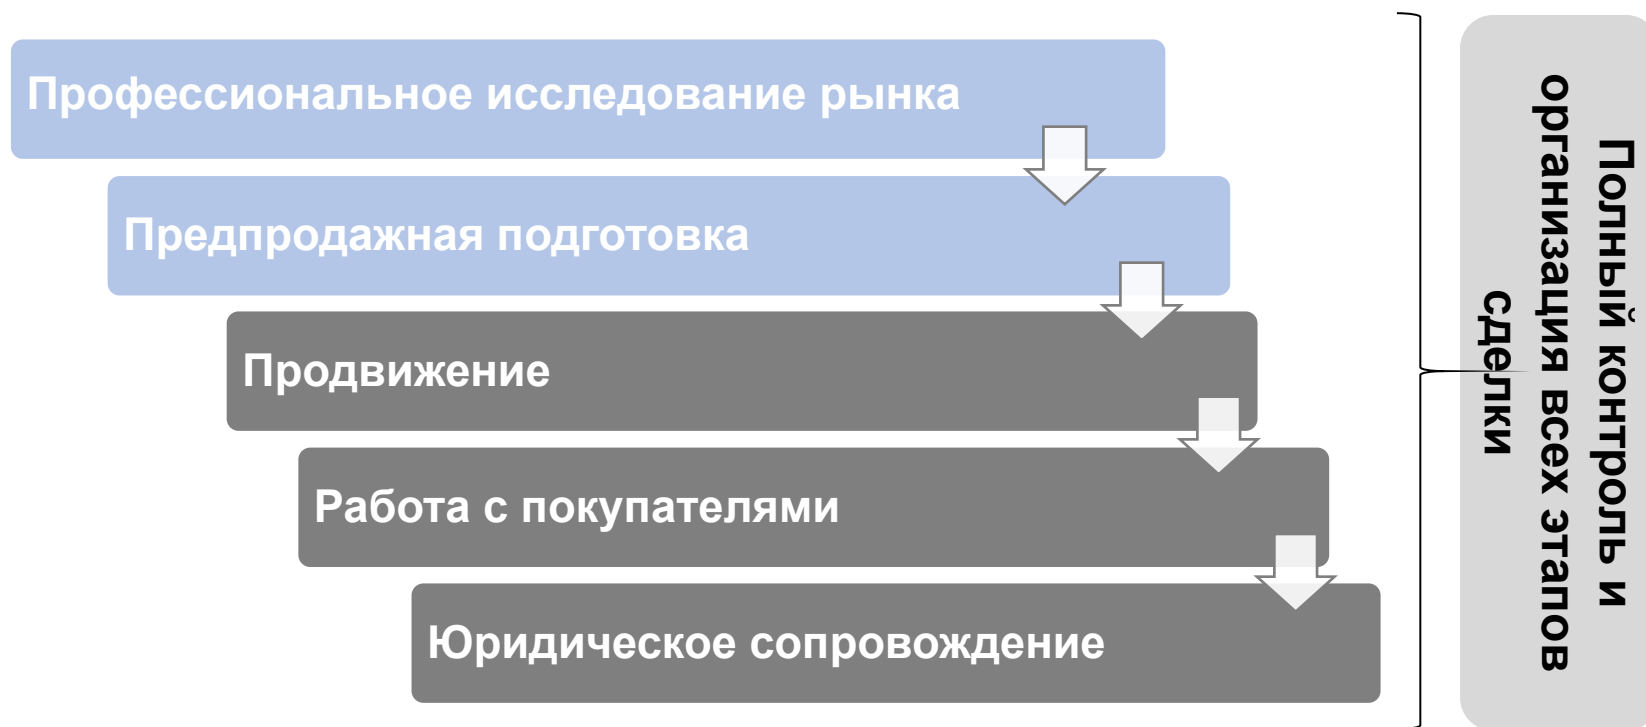 Профессиональное исследование рынка
Предпродажная подготовка
Продвижение
Работа с покупателями
Юридическое сопровождение
Полный контроль и
организация всех этапов
сделки